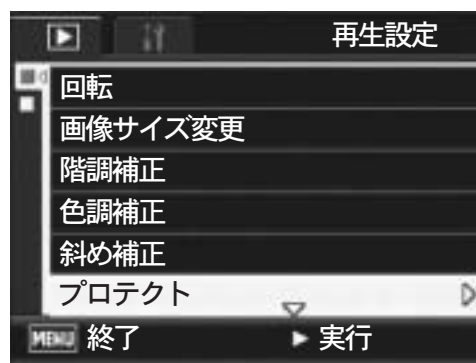 再生設定
回転
画像サイズ変更
階調補正
色調補正
斜め補正
プロテクト
MENU 終了 実行